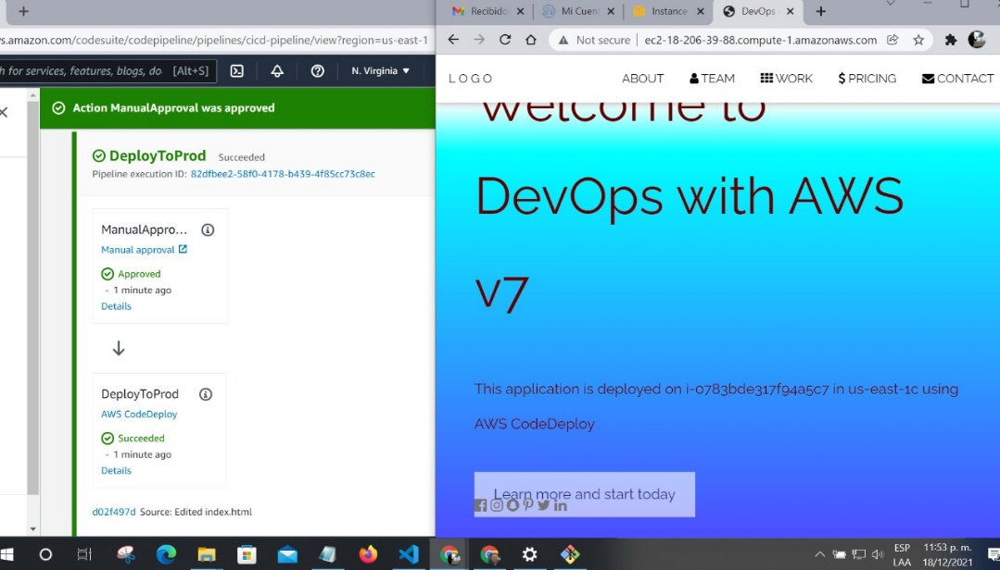 s.amazon.com/codesuite/codepipeline/pipelines/cicd-pipeline/view?region=us-east-1
h for services, features, blogs, do [Alt+S]
N. Virginia ▼
Action ManualApproval was approved
DeployToProd Succeeded
Pipeline execution ID: 82dfbee2-58f0-4178-b439-4f85cc73c8ec
ManualAppro...
Manual approval
Approved
- 1 minute ago
Details
DeployToProd
AWS CodeDeploy
Succeeded
- 1 minute ago
Details
d02f497d Source: Edited index.html
Recibido
Mi Cuen
Instance
DevOps
Not secure | ec2-18-206-39-88.compute-1.amazonaws.com
LOGO
ABOUT
TEAM
WORK
$ PRICING
CONTACT
Welcome to
DevOps with AWS
v7
This application is deployed on i-0783bde317f94a5c7 in us-east-1c using
AWS CodeDeploy
Learn more and start today
ESP
LAA
11:53 p. m.
18/12/2021